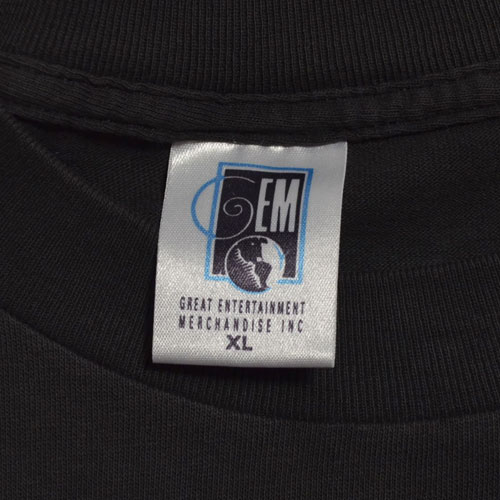 GEM
GREAT ENTERTAINMENT
MERCHANDISE INC
XL